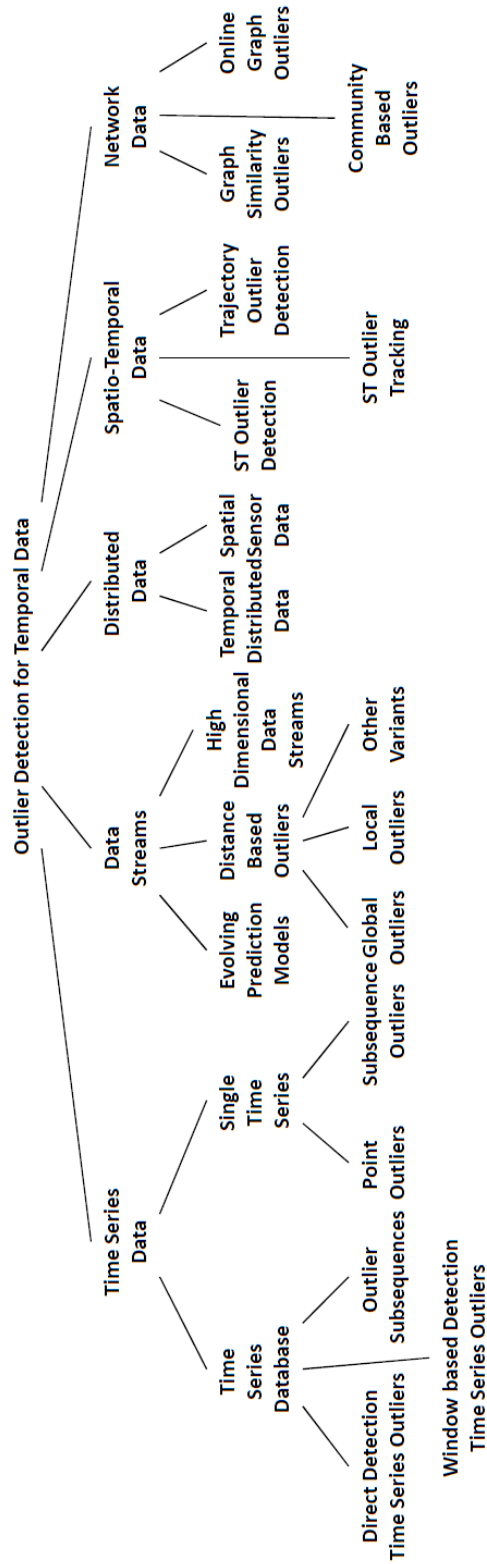 Outlier Detection for Temporal Data
Time Series
Data
Data
Streams
Distributed
Data
Spatio-Temporal
Data
Network
Data
Time
Series
Database
Single
Time
Series
Evolving
Prediction
Models
Distance
Based
Outliers
High
Dimensional
Data
Streams
Temporal
Distributed
Data
Spatial
Sensor
Data
ST Outlier
Detection
Trajectory
Outlier
Detection
Graph
Similarity
Outliers
Online
Graph
Outliers
Direct Detection
Time Series Outliers
Outlier
Subsequences
Point
Outliers
Subsequence
Outliers
Global
Outliers
Local
Outliers
Other
Variants
ST Outlier
Tracking
Community
Based
Outliers
Window based Detection
Time Series Outliers